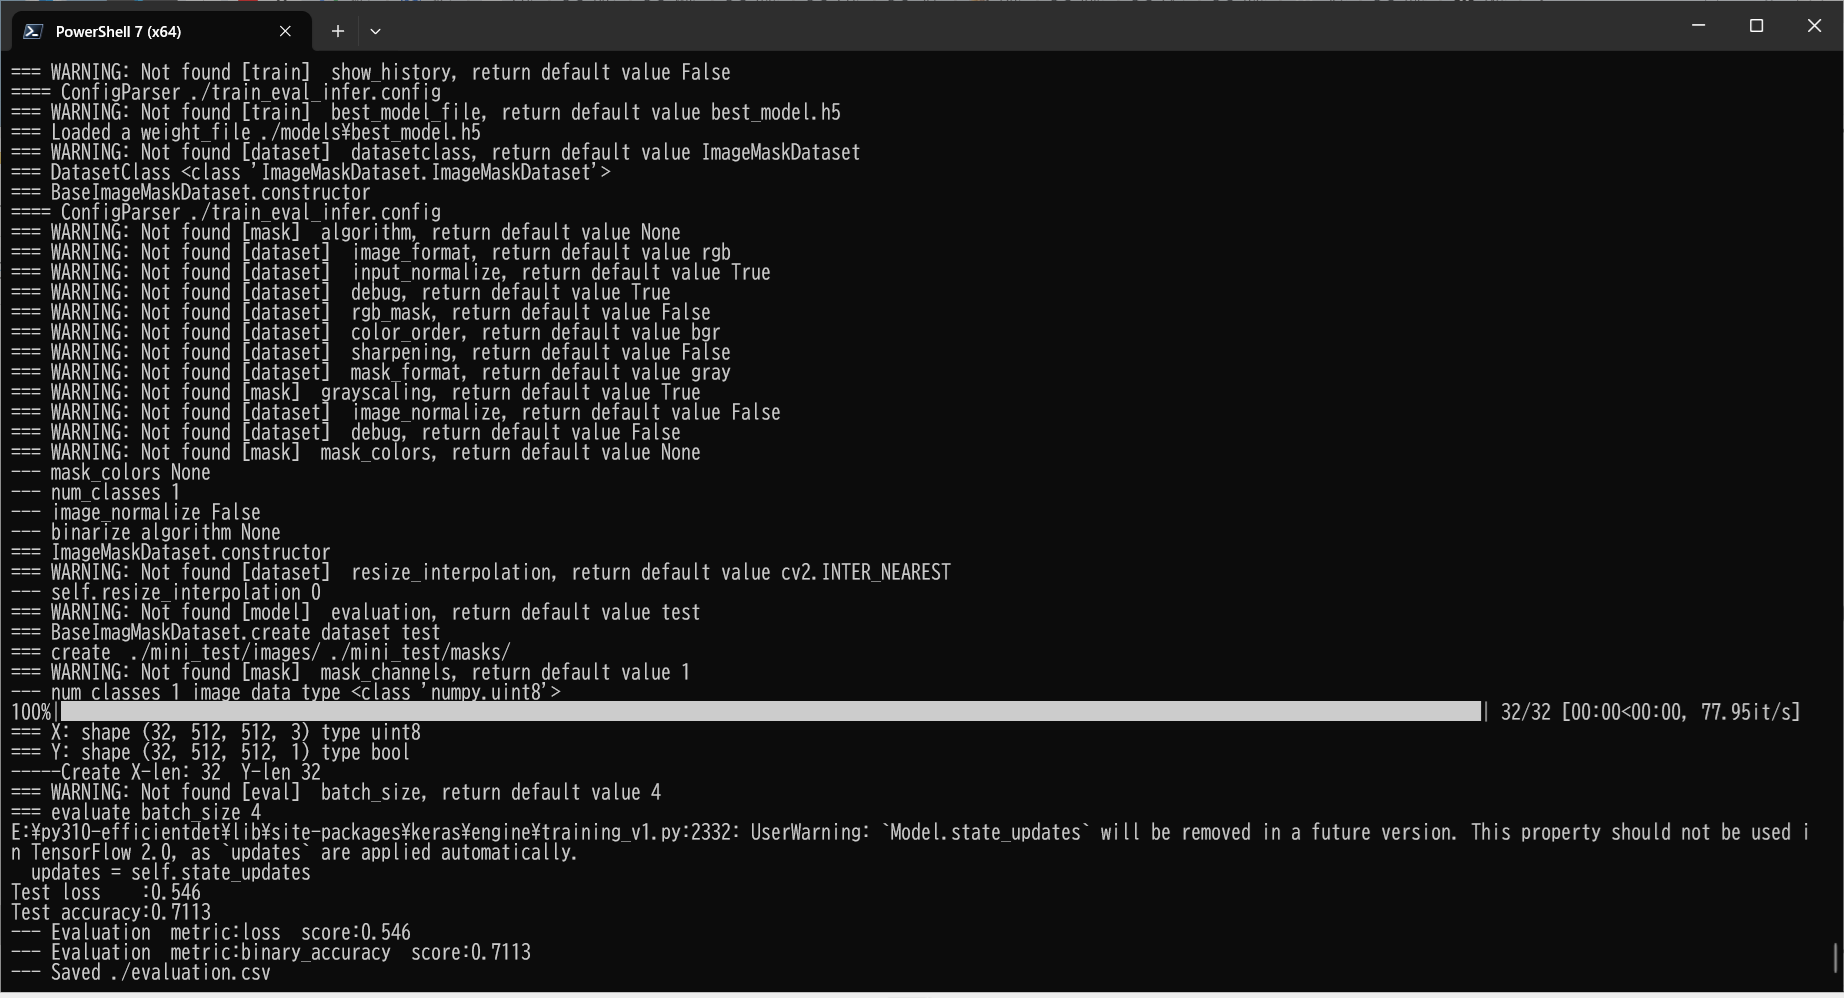 PowerShell 7 (x64)
=== WARNING: Not found [train]  show_history, return default value False
==== ConfigParser ./train_eval_infer.config
=== WARNING: Not found [train]  best_model_file, return default value best_model.h5
=== Loaded a weight_file ./models¥best_model.h5
=== WARNING: Not found [dataset]  datasetclass, return default value ImageMaskDataset
=== DatasetClass <class 'ImageMaskDataset.ImageMaskDataset'>
=== BaseImageMaskDataset.constructor
==== ConfigParser ./train_eval_infer.config
=== WARNING: Not found [mask]  algorithm, return default value None
=== WARNING: Not found [dataset]  image_format, return default value rgb
=== WARNING: Not found [dataset]  input_normalize, return default value True
=== WARNING: Not found [dataset]  debug, return default value True
=== WARNING: Not found [dataset]  rgb_mask, return default value False
=== WARNING: Not found [dataset]  color_order, return default value bgr
=== WARNING: Not found [dataset]  sharpening, return default value False
=== WARNING: Not found [dataset]  mask_format, return default value gray
=== WARNING: Not found [mask]  grayscaling, return default value True
=== WARNING: Not found [dataset]  image_normalize, return default value False
=== WARNING: Not found [dataset]  debug, return default value False
=== WARNING: Not found [mask]  mask_colors, return default value None
--- mask_colors None
--- num_classes 1
--- image_normalize False
--- binarize algorithm None
=== ImageMaskDataset.constructor
=== WARNING: Not found [dataset]  resize_interpolation, return default value cv2.INTER_NEAREST
--- self.resize_interpolation 0
=== WARNING: Not found [model]  evaluation, return default value test
=== BaseImagMaskDataset.create dataset test
=== create  ./mini_test/images/ ./mini_test/masks/
=== WARNING: Not found [mask]  mask_channels, return default value 1
--- num_classes 1 image data_type <class 'numpy.uint8'>
100%| | 32/32 [00:00<00:00, 77.95it/s]
=== X: shape (32, 512, 512, 3) type uint8
=== Y: shape (32, 512, 512, 1) type bool
-----Create X-len: 32  Y-len 32
=== WARNING: Not found [eval]  batch_size, return default value 4
=== evaluate batch_size 4
E:¥py310-efficientdet¥lib¥site-packages¥keras¥engine¥training_v1.py:2332: UserWarning: `Model.state_updates` will be removed in a future version. This property should not be used i
n TensorFlow 2.0, as `updates` are applied automatically.
  updates = self.state_updates
Test loss    :0.546
Test accuracy:0.7113
--- Evaluation  metric:loss  score:0.546
--- Evaluation  metric:binary_accuracy  score:0.7113
--- Saved ./evaluation.csv